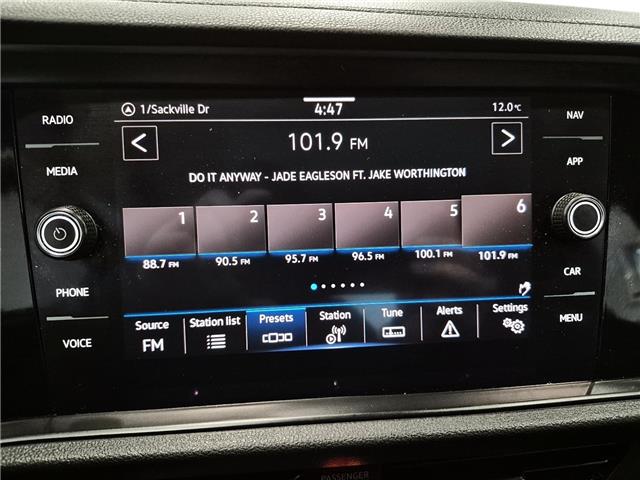 RADIO
MEDIA
PHONE
VOICE
1/Sackville Dr
4:47
12.0°C
101.9 FM
DO IT ANYWAY - JADE EAGLESON FT. JAKE WORTHINGTON
1 2 3 4 5 6
88.7 FM 90.5 FM 95.7 FM 96.5 FM 100.1 FM 101.9 FM
Source Station list Presets Station Tune Alerts Settings
FM
NAV
APP
CAR
MENU
PASSENGER